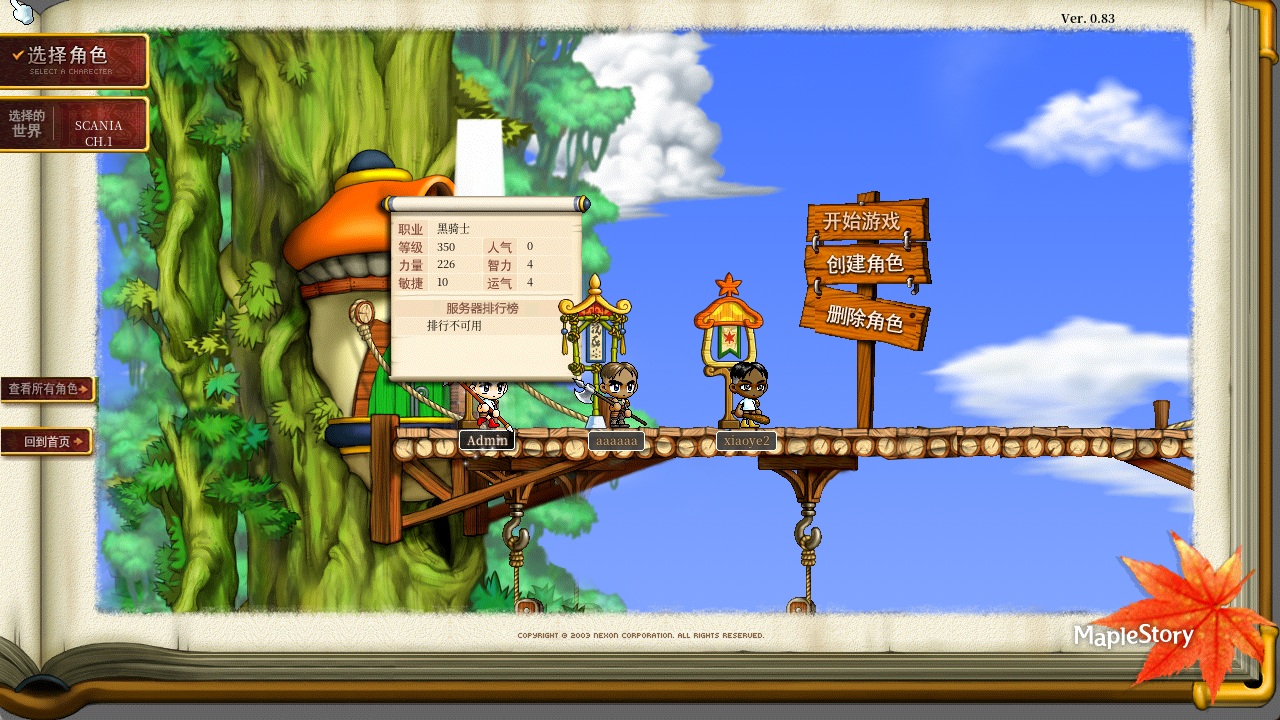 Ver. 0.83
选择角色
SELECT A CHARECTER
选择的
世界
SCANIA
CH.1
职业 黑骑士
等级 350 人气 0
力量 226 智力 4
敏捷 10 运气 4
服务器排行榜
排行不可用
开始游戏
创建角色
删除角色
查看所有角色
回到首页
Admin
aaaaaa
xiaoye2
COPYRIGHT © 2003 NEXON CORPORATION. ALL RIGHTS RESERVED.
MapleStory